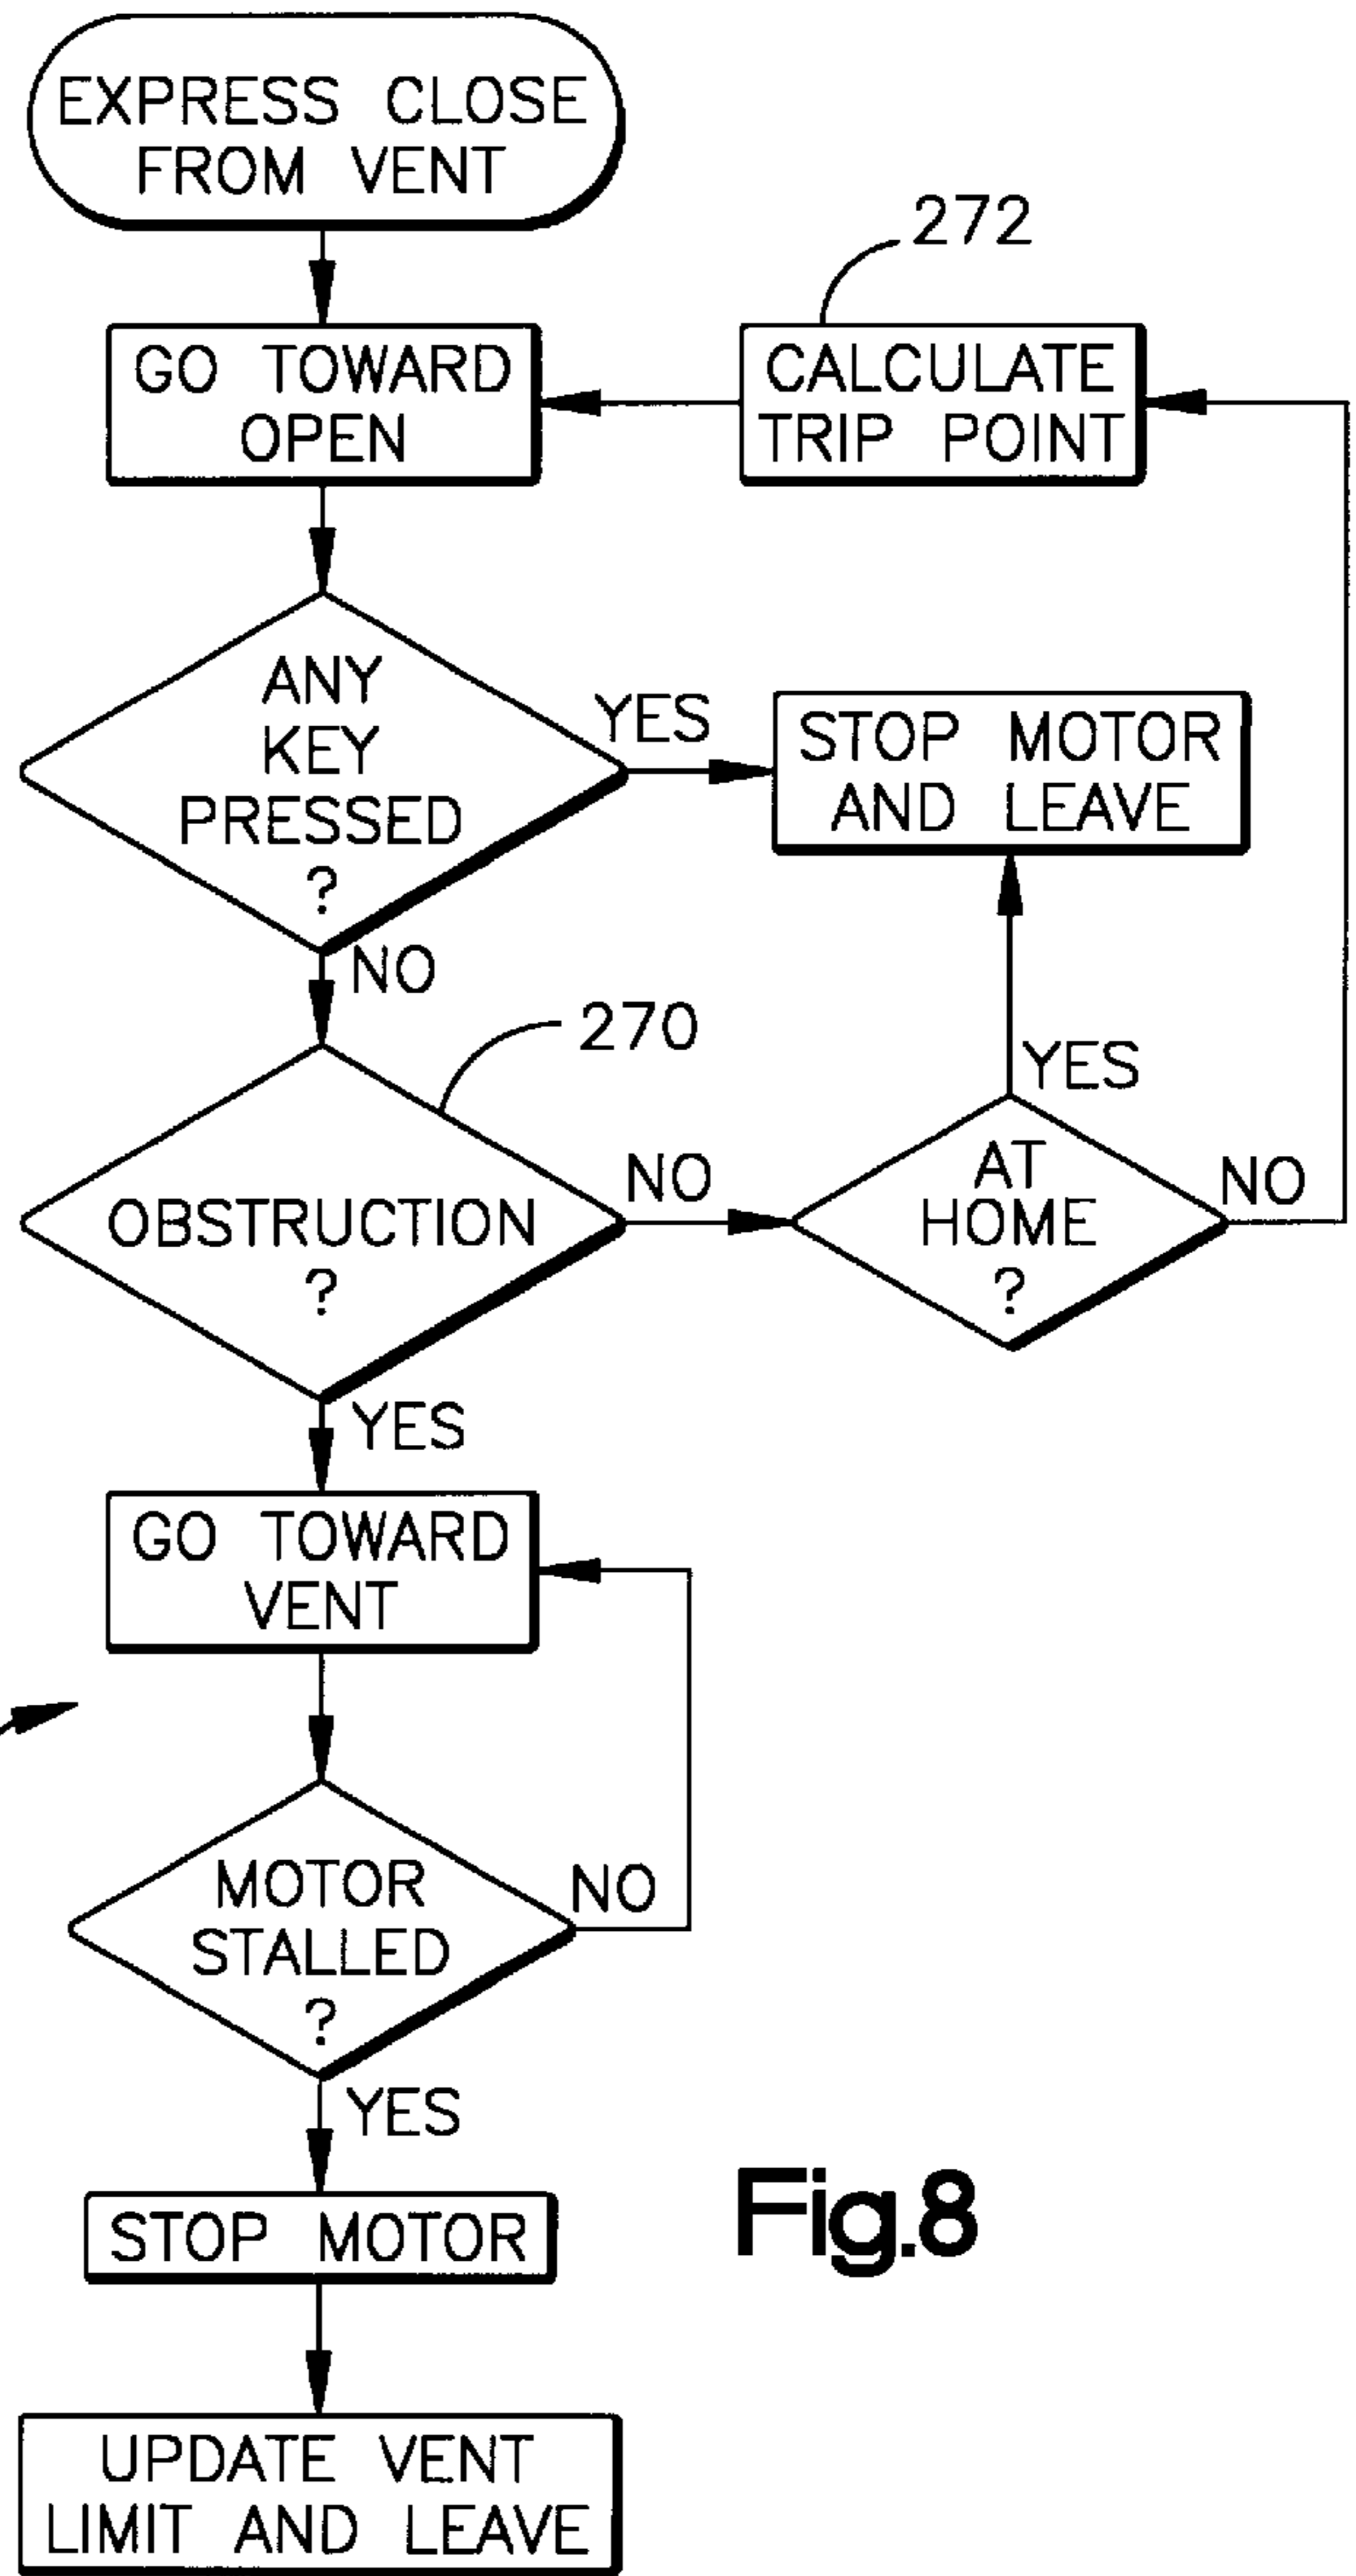 EXPRESS CLOSE
FROM VENT
272
GO TOWARD
OPEN
CALCULATE
TRIP POINT
ANY
KEY
PRESSED
?
YES
STOP MOTOR
AND LEAVE
NO
270
OBSTRUCTION
?
NO
YES
AT
HOME
?
NO
YES
GO TOWARD
VENT
MOTOR
STALLED
?
NO
YES
STOP MOTOR
UPDATE VENT
LIMIT AND LEAVE
Fig.8